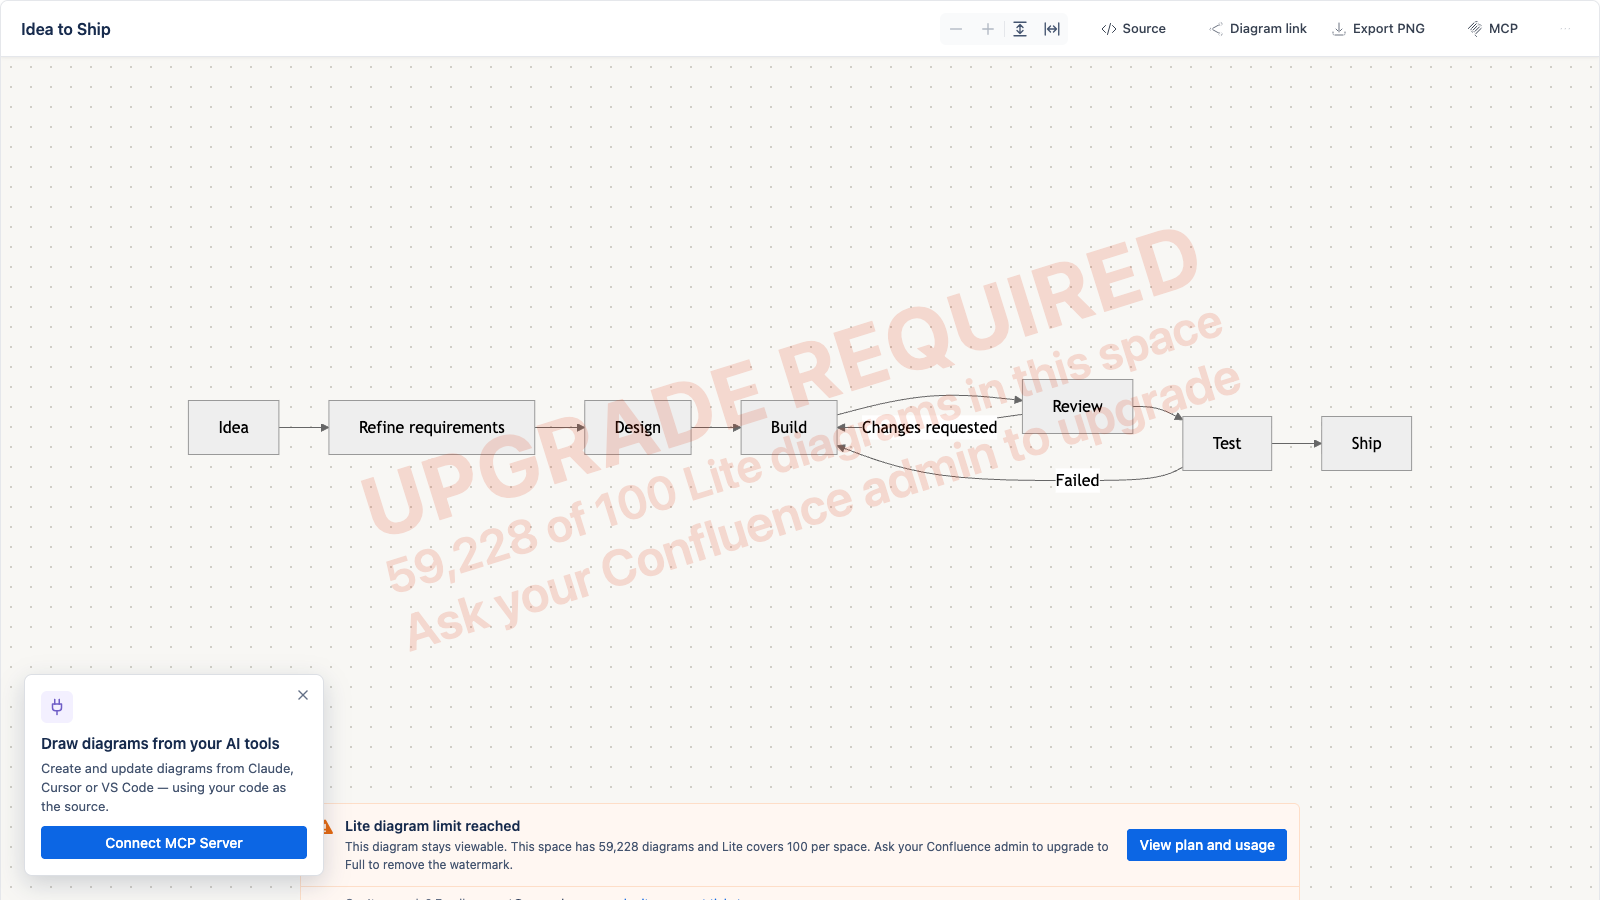 Idea to Ship
Source
Diagram link
Export PNG
MCP
UPGRADE REQUIRED
59,228 of 100 Lite diagrams in this space
Ask your Confluence admin to upgrade
Idea
Refine requirements
Design
Build
Changes requested
Review
Failed
Test
Ship
Draw diagrams from your AI tools
Create and update diagrams from Claude,
Cursor or VS Code — using your code as
the source.
Connect MCP Server
Lite diagram limit reached
This diagram stays viewable. This space has 59,228 diagrams and Lite covers 100 per space. Ask your Confluence admin to upgrade to
Full to remove the watermark.
View plan and usage